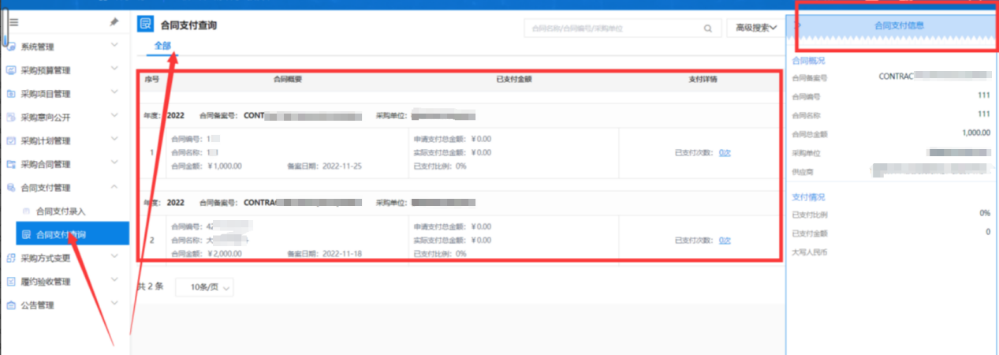 合同支付查询
合同名称/合同编号/采购单位
高级搜索
全部
系统管理
采购预算管理
采购项目管理
采购意向公开
采购计划管理
采购合同管理
合同支付管理
合同支付录入
合同支付查询
采购方式变更
履约验收管理
公告管理
序号 合同概要 已支付金额 支付详情
年度: 2022 合同备案号: CONT 采购单位:
1
合同编号: 1
合同名称: 1
合同金额: ¥1,000.00 备案日期: 2022-11-25
申请支付总金额: ¥0.00
实际支付总金额: ¥0.00
已支付比例: 0%
已支付次数: 0次
年度: 2022 合同备案号: CONTRAC 采购单位:
2
合同编号: 42
合同名称: 大
合同金额: ¥2,000.00 备案日期: 2022-11-18
申请支付总金额: ¥0.00
实际支付总金额: ¥0.00
已支付比例: 0%
已支付次数: 0次
共 2 条 10条/页
合同支付信息
合同概况
合同备案号 CONTRAC
合同编号 111
合同名称 111
合同总金额 1,000.00
采购单位
供应商
支付情况
已支付比例 0%
已支付金额 0
大写人民币